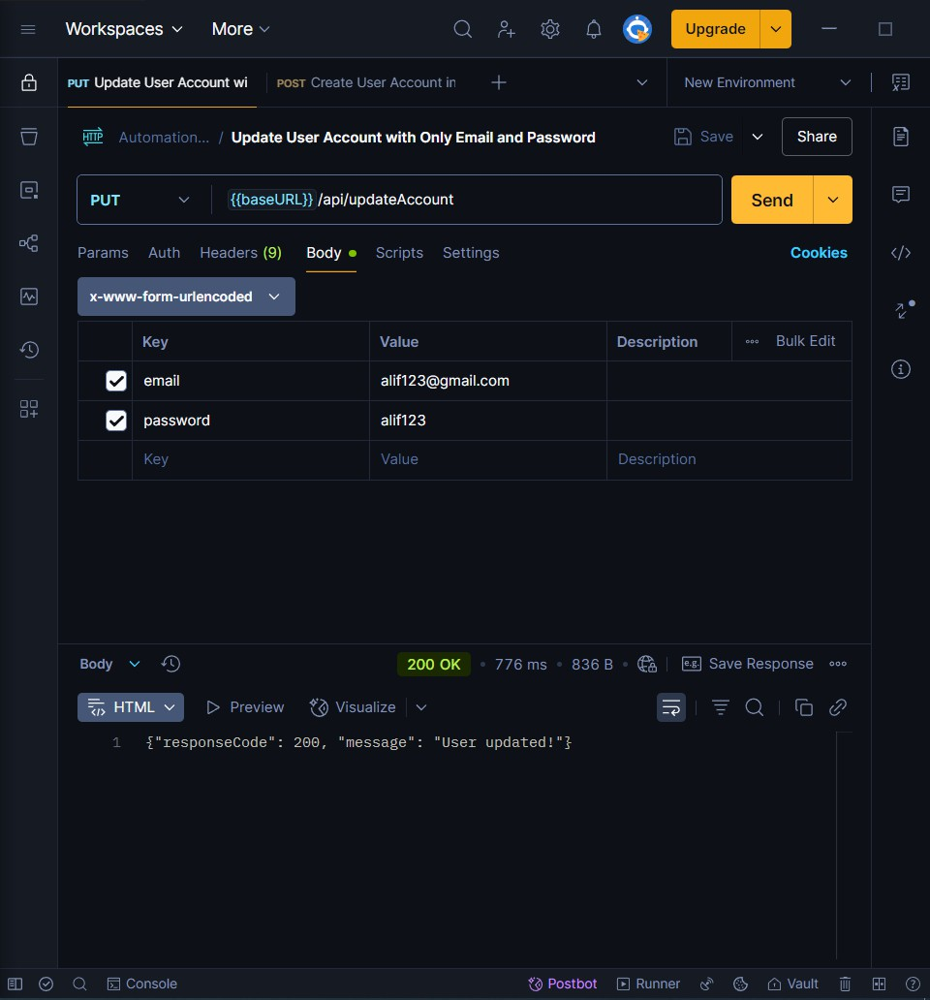 Workspaces More Upgrade
PUT Update User Account wi POST Create User Account in New Environment
HTTP Automation... / Update User Account with Only Email and Password Save Share
PUT {{baseURL}}/api/updateAccount Send
Params Auth Headers (9) Body Scripts Settings Cookies
x-www-form-urlencoded
Key Value Description Bulk Edit
email alif123@gmail.com
password alif123
Key Value Description
Body 200 OK 776 ms 836 B e.g. Save Response
HTML Preview Visualize
1 {"responseCode": 200, "message": "User updated!"}
Console Postbot Runner Vault